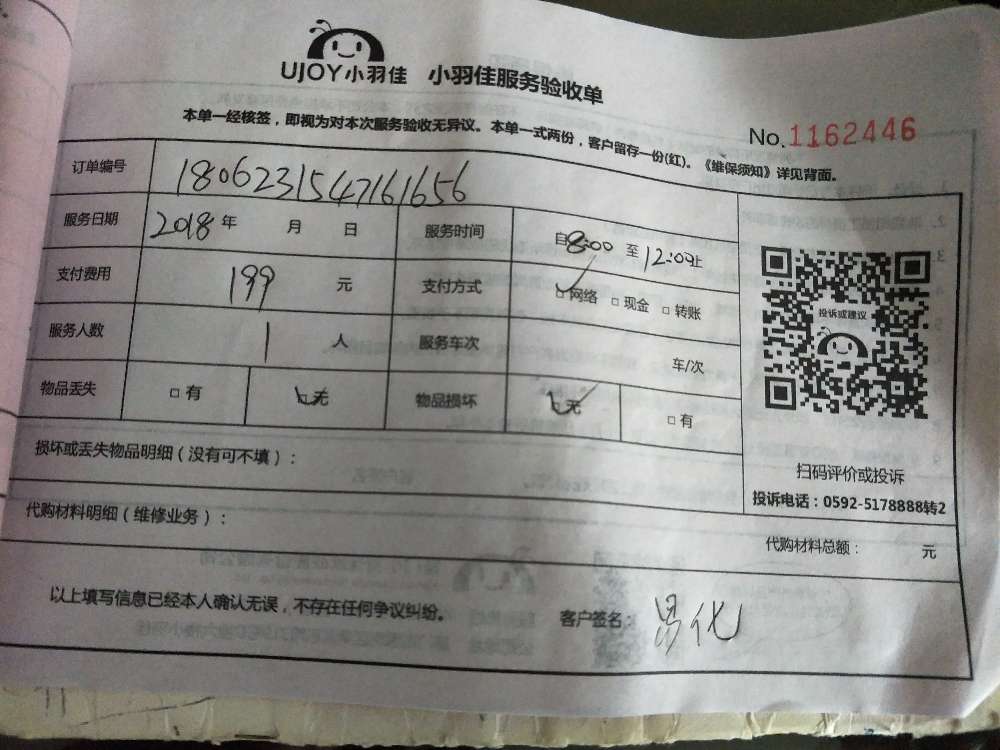 UJOY小羽佳 小羽佳服务验收单
本单一经核签，即视为对本次服务验收无异议。本单一式两份，客户留存一份(红)。《维保须知》详见背面。
No.1162446
订单编号 1806231547161656
服务日期 2018年 月 日 服务时间 自8:00至12:00止
支付费用 199 元 支付方式 网络 现金 转账
服务人数 1 人 服务车次 车/次
物品丢失 有 无 物品损坏 无 有
投诉或建议
扫码评价或投诉
投诉电话：0592-5178888转2
损坏或丢失物品明细（没有可不填）：
代购材料明细（维修业务）：
代购材料总额： 元
以上填写信息已经本人确认无误，不存在任何争议纠纷。
客户签名：